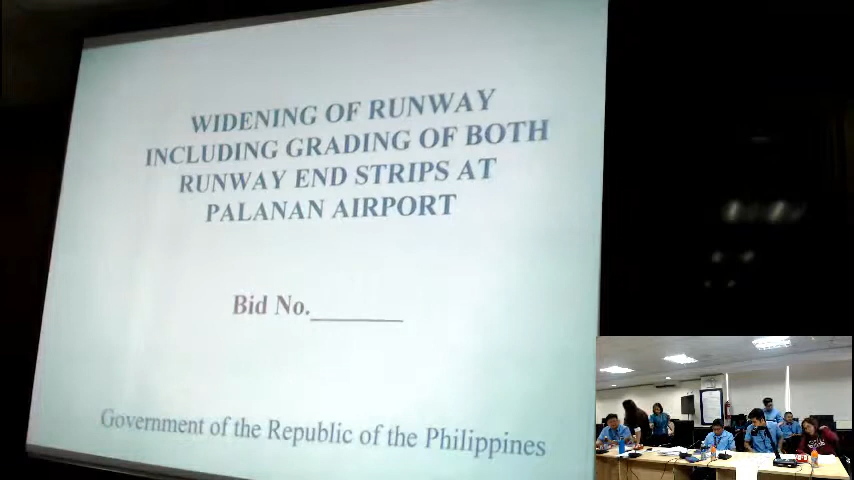 WIDENING OF RUNWAY
INCLUDING GRADING OF BOTH
RUNWAY END STRIPS AT
PALANAN AIRPORT
Bid No.________
Government of the Republic of the Philippines